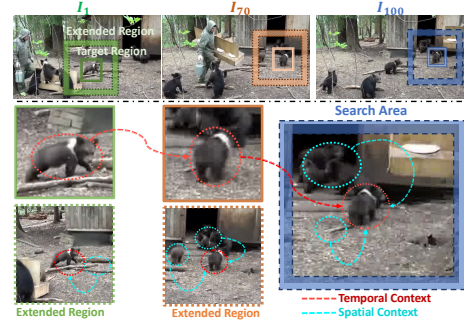 I1
I70
I100
Extended Region
Target Region
Search Area
Extended Region
Extended Region
Temporal Context
Spatial Context